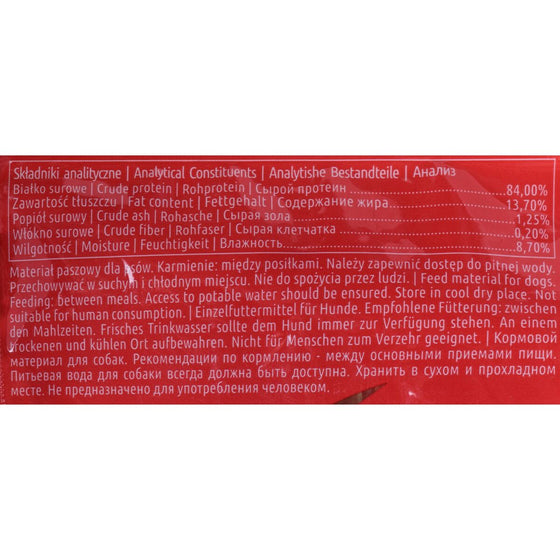 Składniki analityczne | Analytical Constituents | Analytishe Bestandteile | Анализ
Białko surowe | Crude protein | Rohprotein | Сырой протеин 84,00%
Zawartość tłuszczu | Fat content | Fettgehalt | Содержание жира. 13,70%
Popiół surowy | Crude ash | Rohasche | Сырая зола 1,25%
Włókno surowe | Crude fiber | Rohfaser | Сырая клетчатка 0,20%
Wilgotność | Moisture | Feuchtigkeit | Влажность 8,70%
Materiał paszowy dla psów. Karmienie: między posiłkami. Należy zapewnić dostęp do pitnej wody.
Przechowywać w suchym i chłodnym miejscu. Nie do spożycia przez ludzi. | Feed material for dogs.
Feeding: between meals. Access to potable water should be ensured. Store in cool dry place. Not
suitable for human consumption. | Einzelfuttermittel für Hunde. Empfohlene Fütterung: zwischen
den Mahlzeiten. Frisches Trinkwasser sollte dem Hund immer zur Verfügung stehen. An einem
trockenen und kühlen Ort aufbewahren. Nicht für Menschen zum Verzehr geeignet. | Кормовой
материал для собак. Рекомендации по кормлению - между основными приемами пищи.
Питьевая вода для собаки всегда должна быть доступна. Хранить в сухом и прохладном
месте. Не предназначено для употребления человеком.